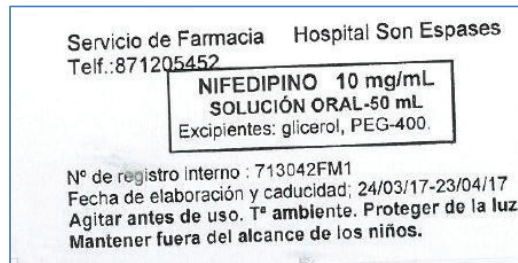 Servicio de Farmacia Hospital Son Espases
Telf.:871205452
NIFEDIPINO 10 mg/mL
SOLUCIÓN ORAL-50 mL
Excipientes: glicerol, PEG-400.
Nº de registro interno : 713042FM1
Fecha de elaboración y caducidad; 24/03/17-23/04/17
Agitar antes de uso. Tª ambiente. Proteger de la luz
Mantener fuera del alcance de los niños.